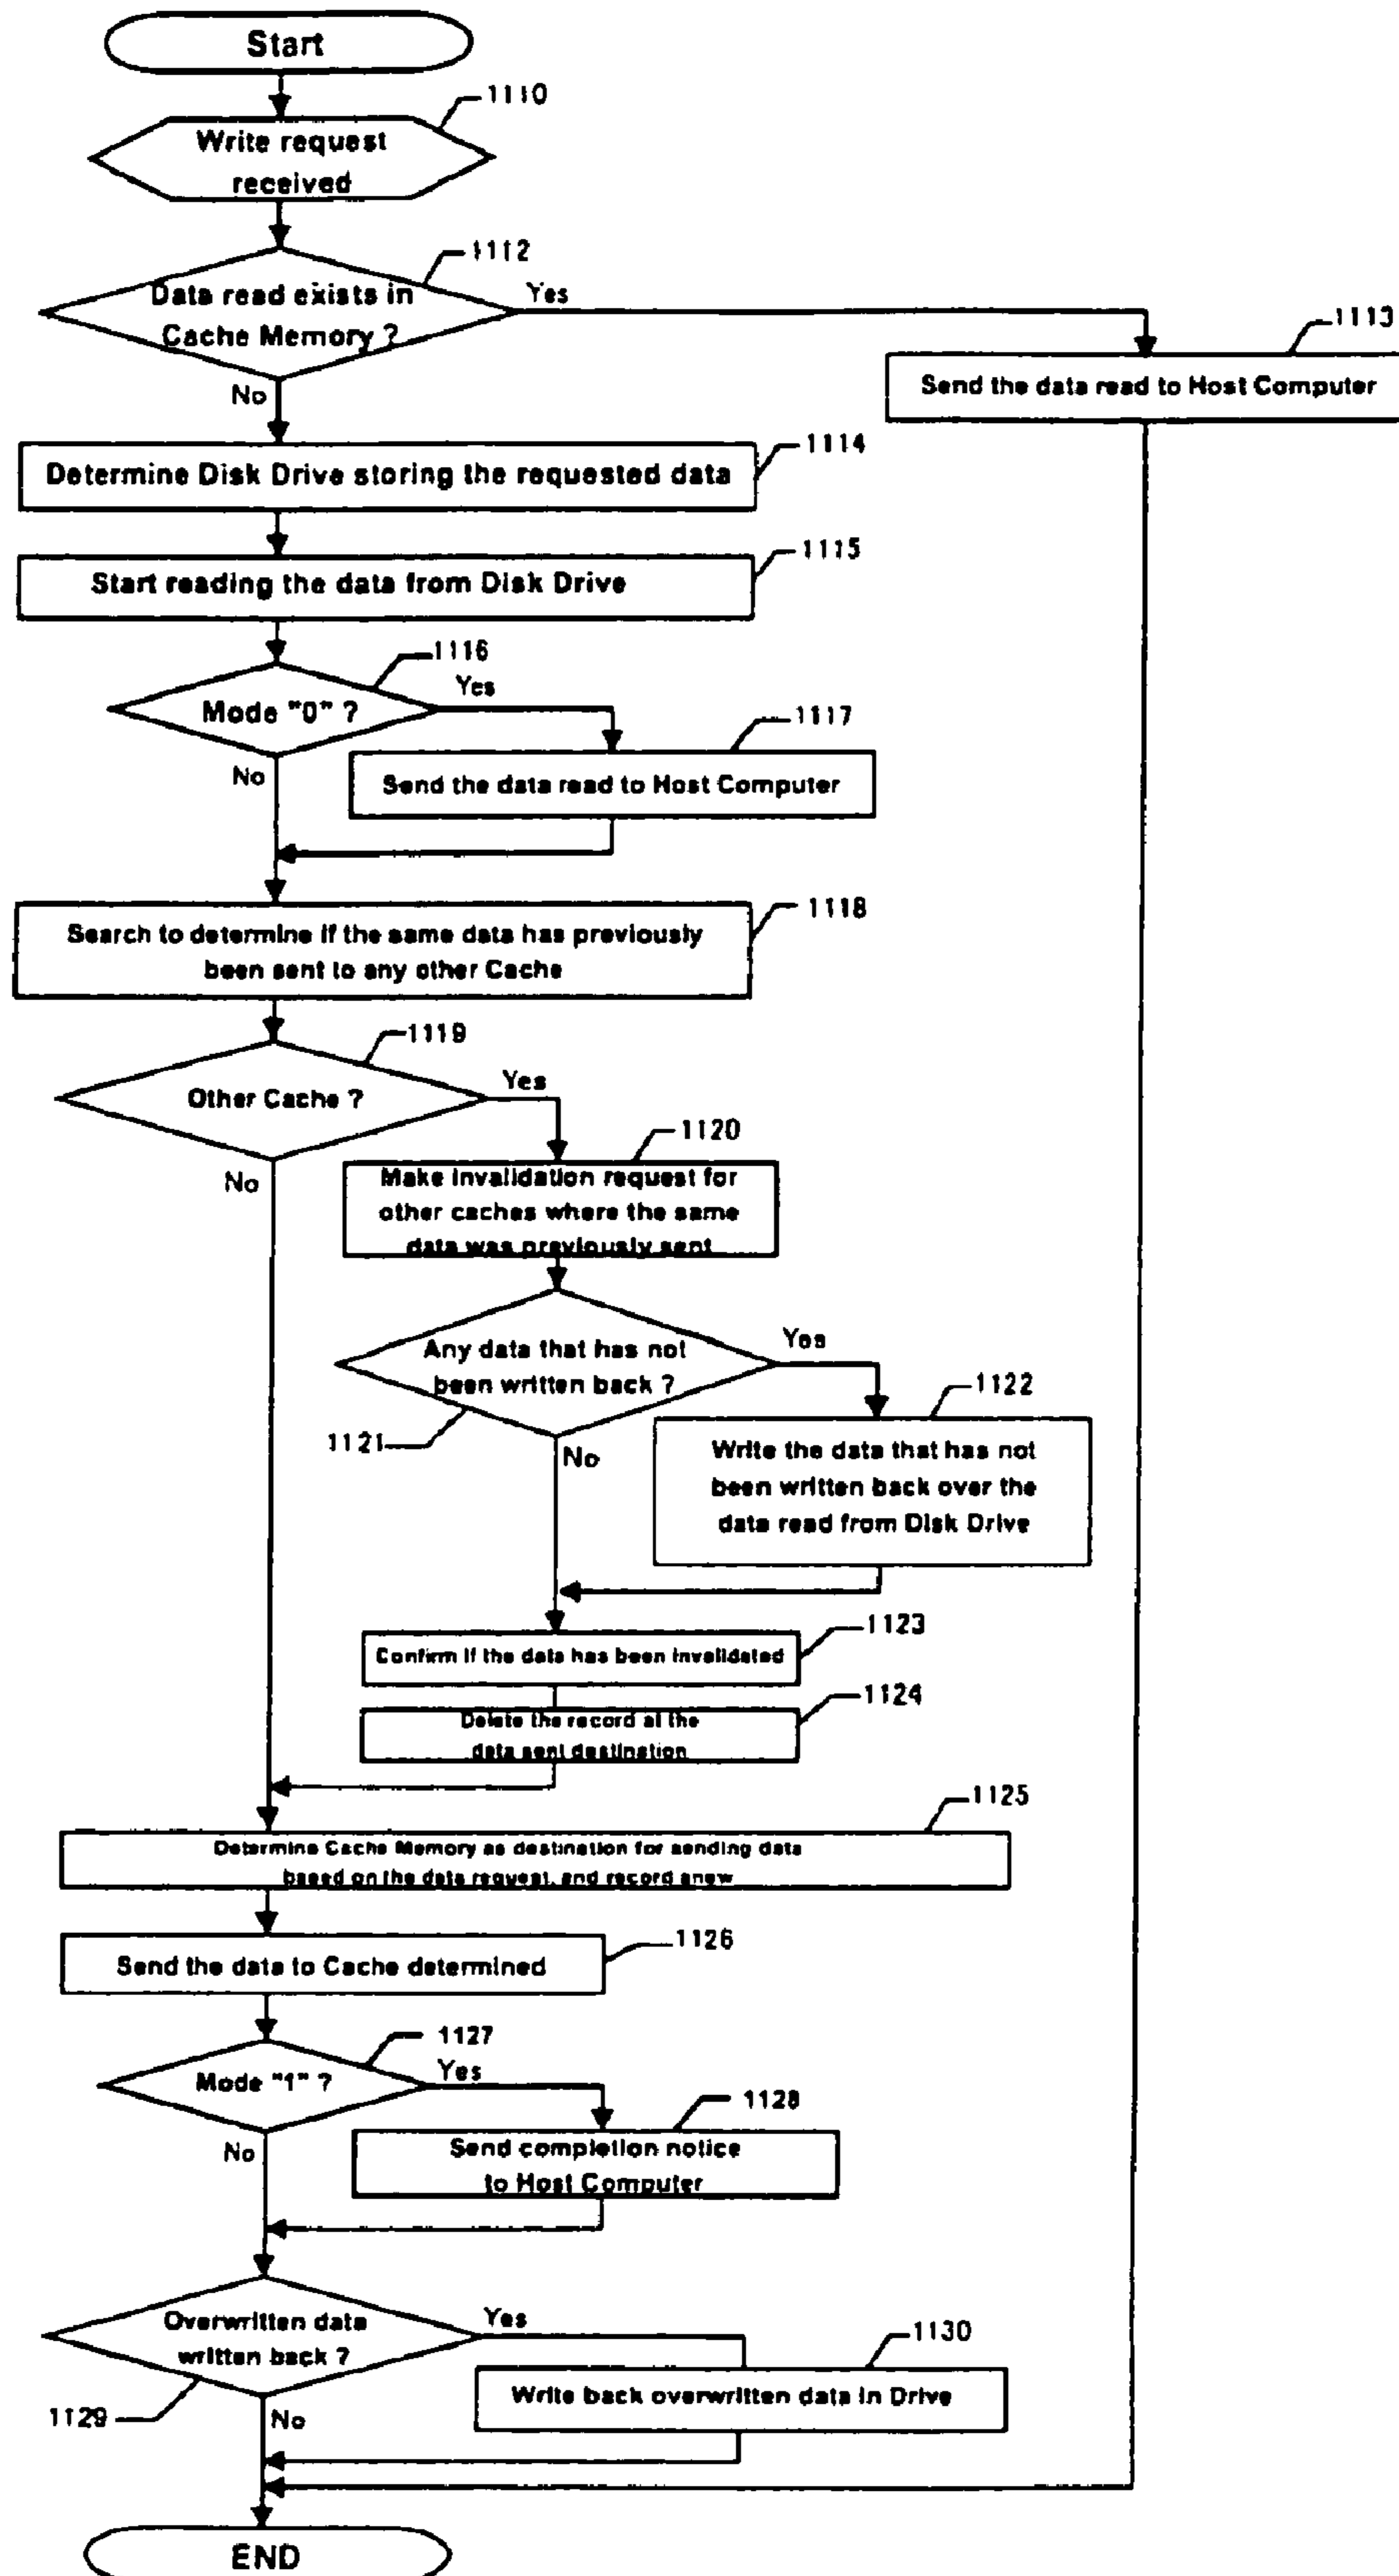 Start
1110
Write request
received
1112
Data read exists in
Cache Memory ?
Yes
No
1113
Send the data read to Host Computer
1114
Determine Disk Drive storing the requested data
1115
Start reading the data from Disk Drive
1116
Mode "0" ?
Yes
No
1117
Send the data read to Host Computer
1118
Search to determine if the same data has previously
been sent to any other Cache
1119
Other Cache ?
Yes
No
1120
Make invalidation request for
other caches where the same
data was previously sent
Any data that has not
been written back ?
Yes
1121
No
1122
Write the data that has not
been written back over the
data read from Disk Drive
1123
Confirm if the data has been invalidated
1124
Delete the record at the
data sent destination
1125
Determine Cache Memory as destination for sending data
based on the data request, and record anew
1126
Send the data to Cache determined
1127
Mode "1" ?
Yes
No
1128
Send completion notice
to Host Computer
Overwritten data
written back ?
Yes
1129
No
1130
Write back overwritten data in Drive
END